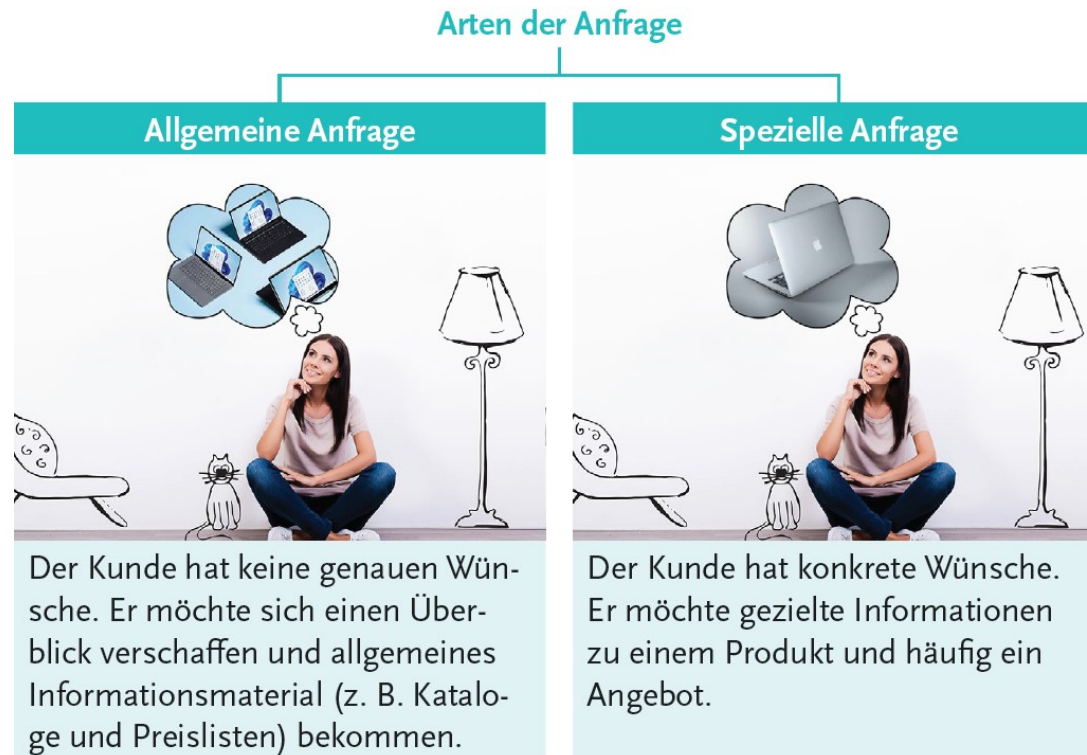 Arten der Anfrage
Allgemeine Anfrage
Der Kunde hat keine genauen Wün-
sche. Er möchte sich einen Über-
blick verschaffen und allgemeines
Informationsmaterial (z. B. Katalo-
ge und Preislisten) bekommen.
Spezielle Anfrage
Der Kunde hat konkrete Wünsche.
Er möchte gezielte Informationen
zu einem Produkt und häufig ein
Angebot.